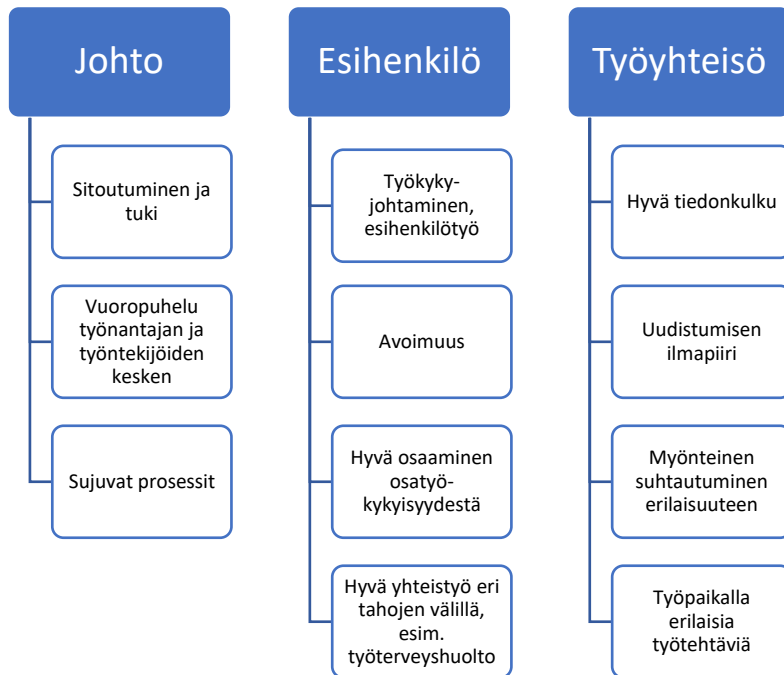 Johto
Sitoutuminen ja
tuki
Vuoropuhelu
työnantajan ja
työntekijöiden
kesken
Sujuvat prosessit
Esihenkilö
Työkyky-
johtaminen,
esihenkilötyö
Avoimuus
Hyvä osaaminen
osatyö-
kykyisyydestä
Hyvä yhteistyö eri
tahojen välillä,
esim.
työterveyshuolto
Työyhteisö
Hyvä tiedonkulku
Uudistumisen
ilmapiiri
Myönteinen
suhtautuminen
erilaisuuteen
Työpaikalla
erilaisia
työtehtäviä